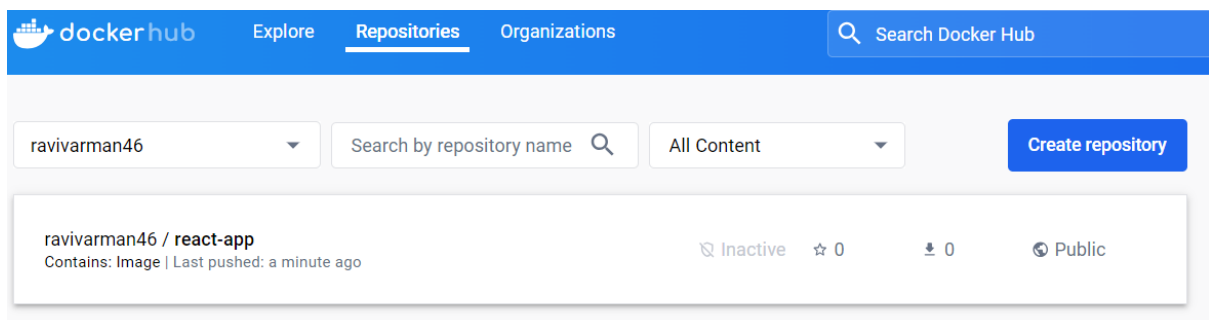 dockerhub Explore Repositories Organizations Search Docker Hub
ravivarman46 Search by repository name All Content Create repository
ravivarman46 / react-app Inactive 0 0 Public
Contains: Image | Last pushed: a minute ago